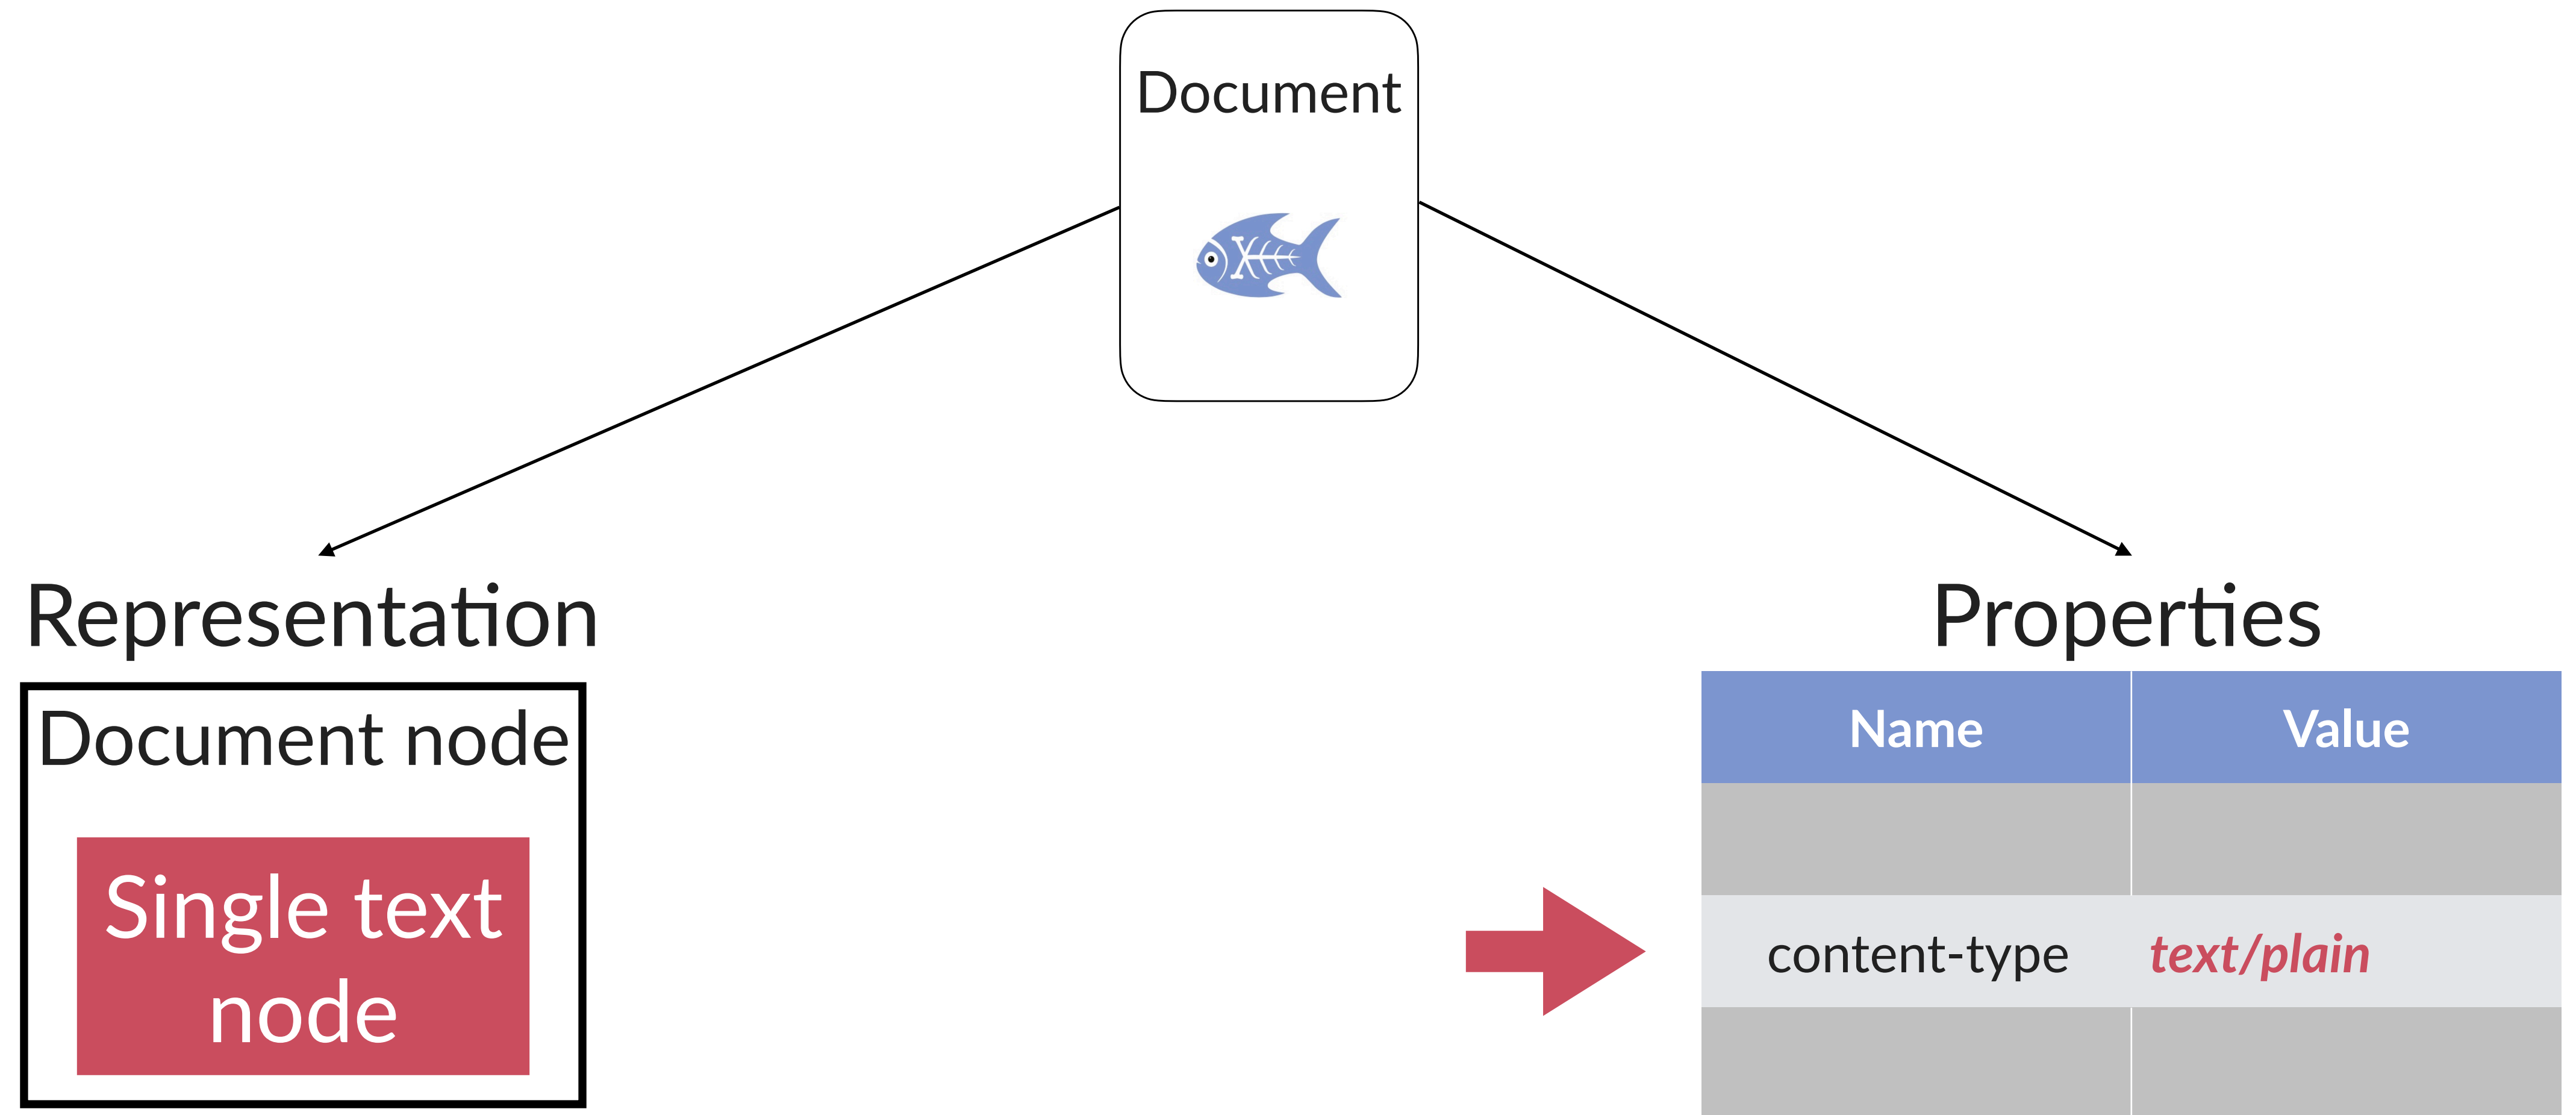 Document
Representation
Properties
Document node
Single text
node
Name Value
content-type text/plain